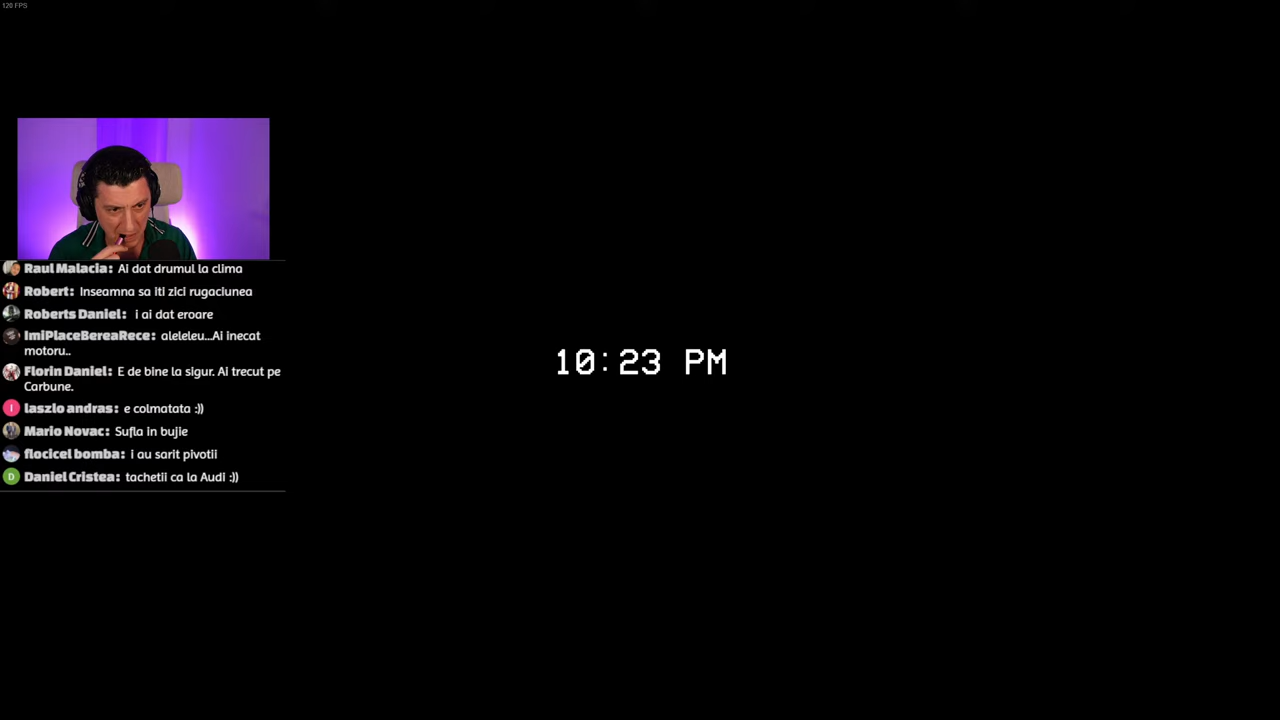 120 FPS
Raul Malacia: Ai dat drumul la clima
Robert: Inseamna sa iti zici rugaciunea
Roberts Daniel: i ai dat eroare
ImiPlaceBereaRece: aleleleu...Ai inecat
motoru..
Florin Daniel: E de bine la sigur. Ai trecut pe
Carbune.
laszlo andras: e colmatata :))
Mario Novac: Sufla in bujie
flocicel bomba: i au sarit pivotii
D Daniel Cristea: tachetii ca la Audi :))
10:23 PM